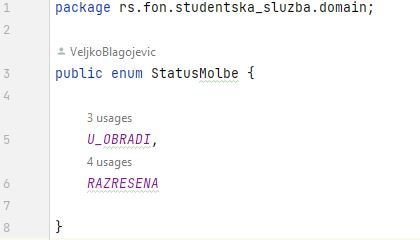 1 package rs.fon.studentska_sluzba.domain;
2
VeljkoBlagojevic
3 public enum StatusMolbe {
4
3 usages
5 U_OBRADI,
4 usages
6 RAZRESENA
7
8 }